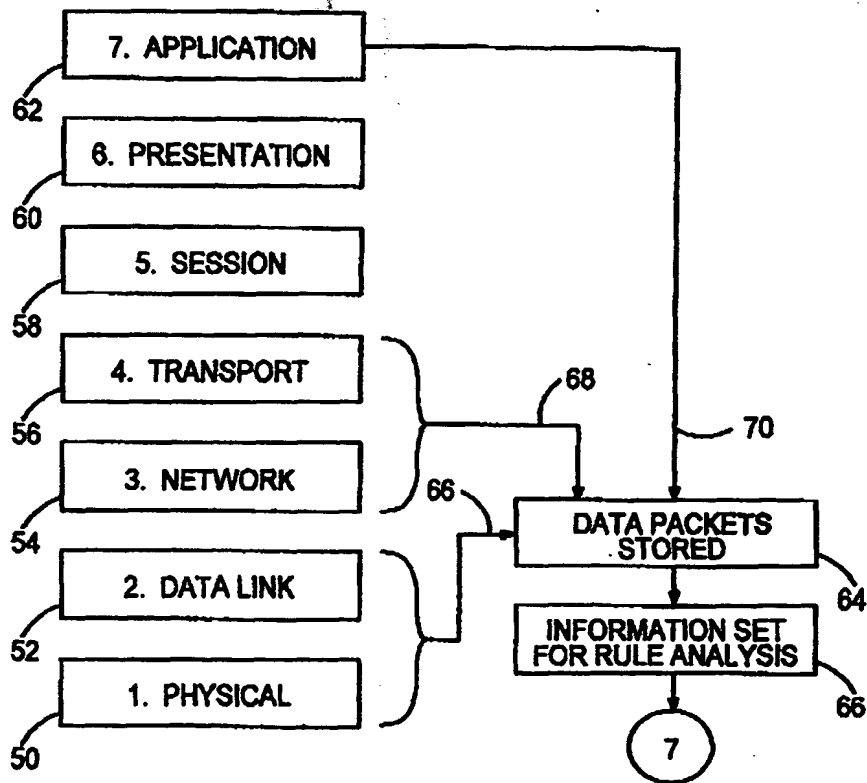 7. APPLICATION
62
6. PRESENTATION
60
5. SESSION
58
4. TRANSPORT
56
68
70
3. NETWORK
54
66
DATA PACKETS
STORED
64
2. DATA LINK
52
INFORMATION SET
FOR RULE ANALYSIS
66
1. PHYSICAL
50
7